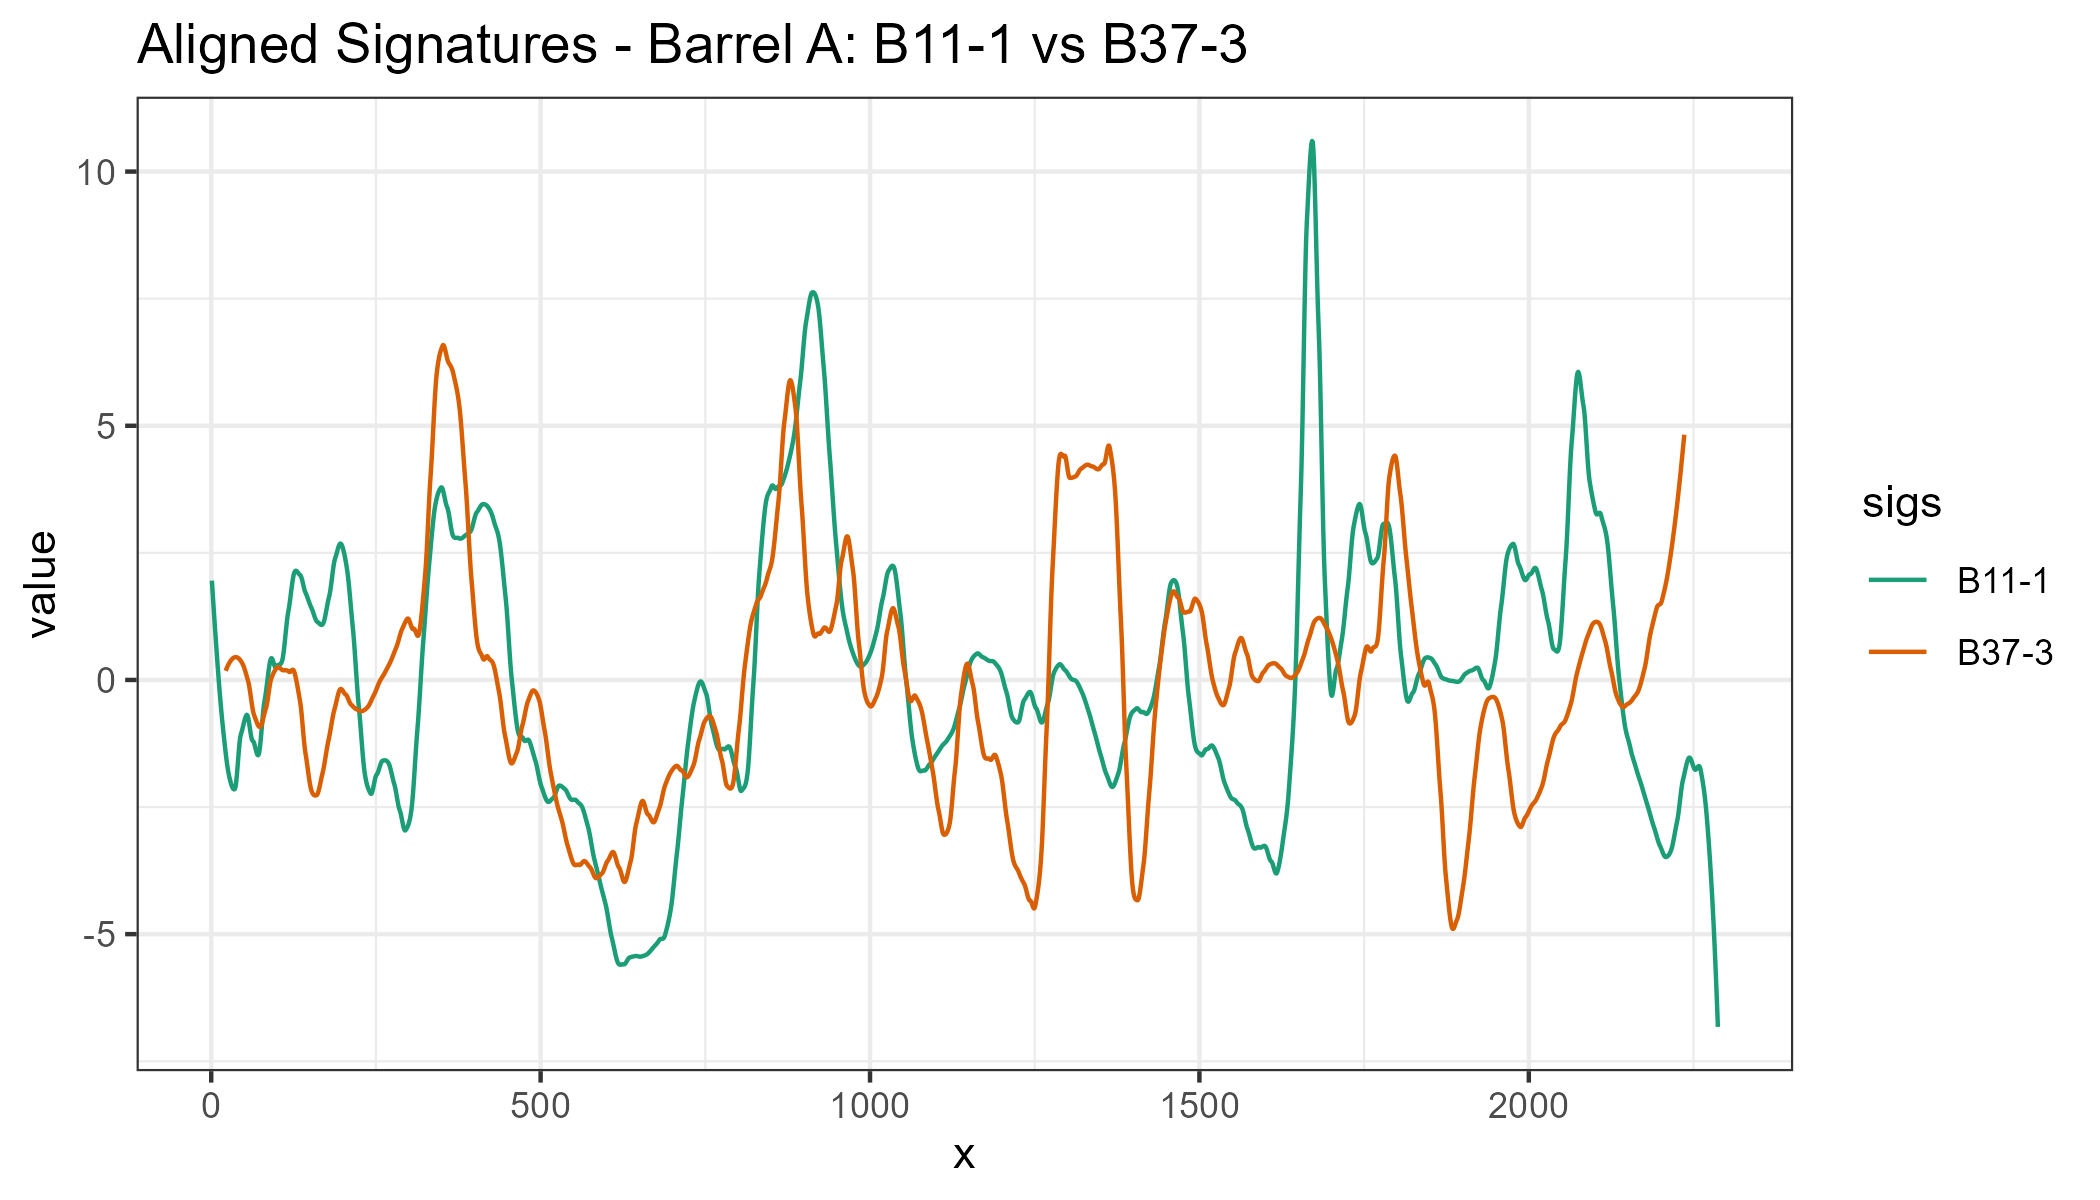 Aligned Signatures - Barrel A: B11-1 vs B37-3
value
10
5
0
-5
0 500 1000 1500 2000
x
sigs
B11-1
B37-3